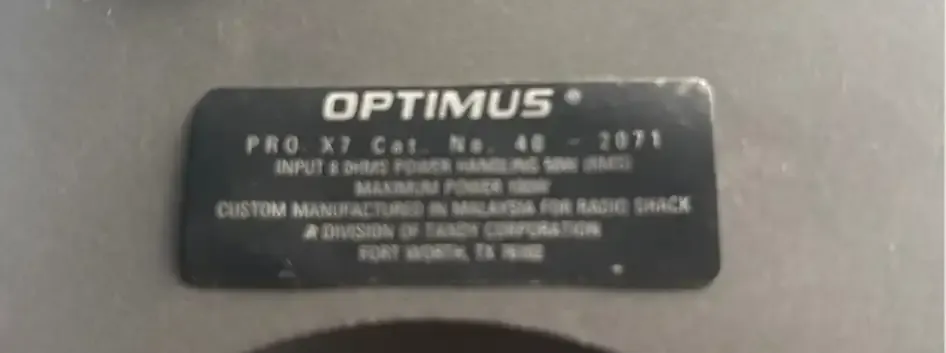 OPTIMUS ®
PRO X7 Cat. No. 40 - 2071
INPUT 8 OHMS POWER HANDLING 50W (RMS)
MAXIMUM POWER 100W
CUSTOM MANUFACTURED IN MALAYSIA FOR RADIO SHACK
A DIVISION OF TANDY CORPORATION
FORT WORTH, TX